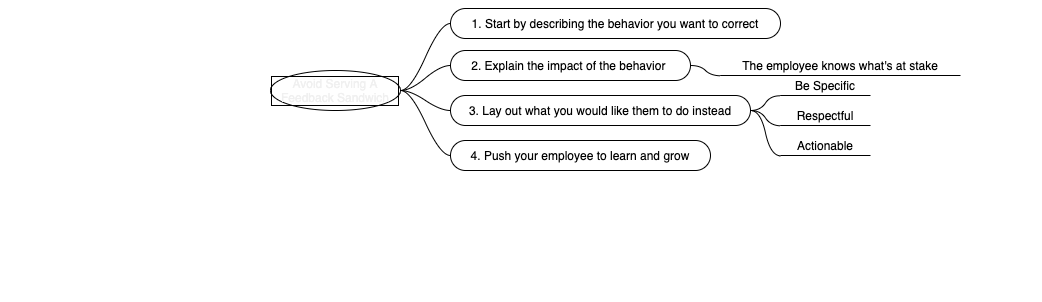 Avoid Serving A
Feedback Sandwich
1. Start by describing the behavior you want to correct
2. Explain the impact of the behavior
The employee knows what's at stake
3. Lay out what you would like them to do instead
Be Specific
Respectful
Actionable
4. Push your employee to learn and grow